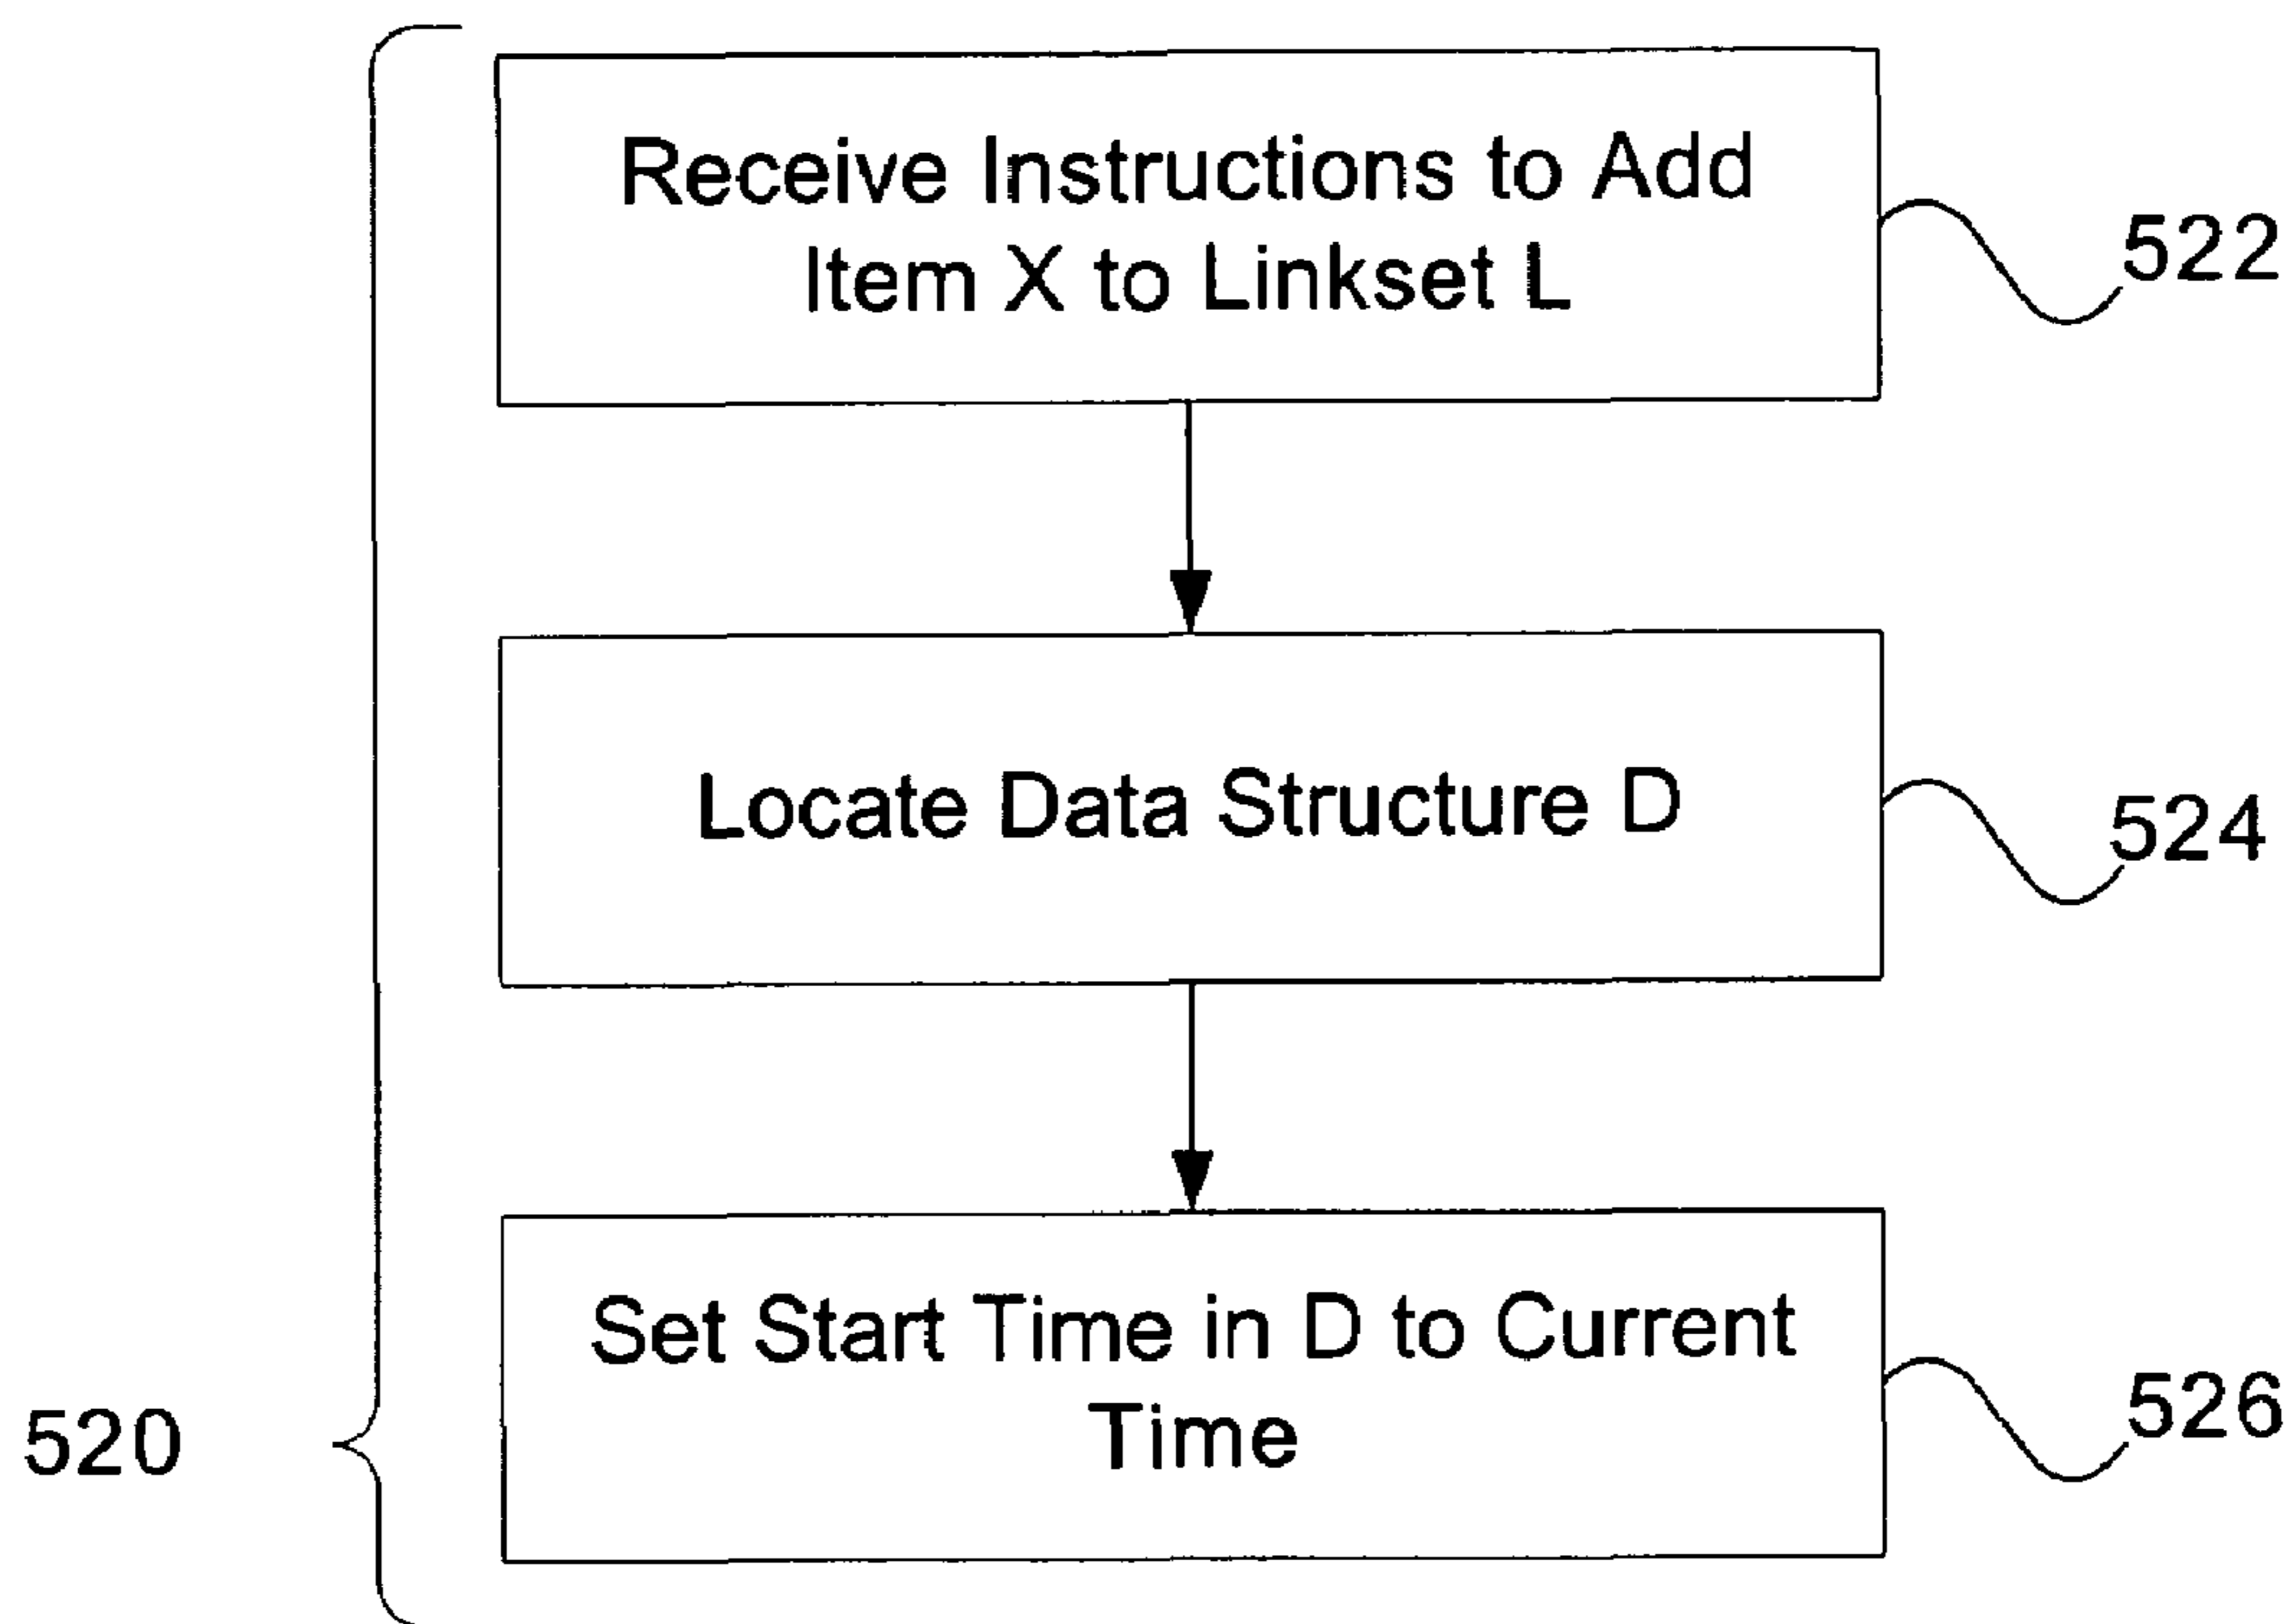 Receive Instructions to Add
Item X to Linkset L
522
Locate Data Structure D
524
Set Start Time in D to Current
Time
526
520